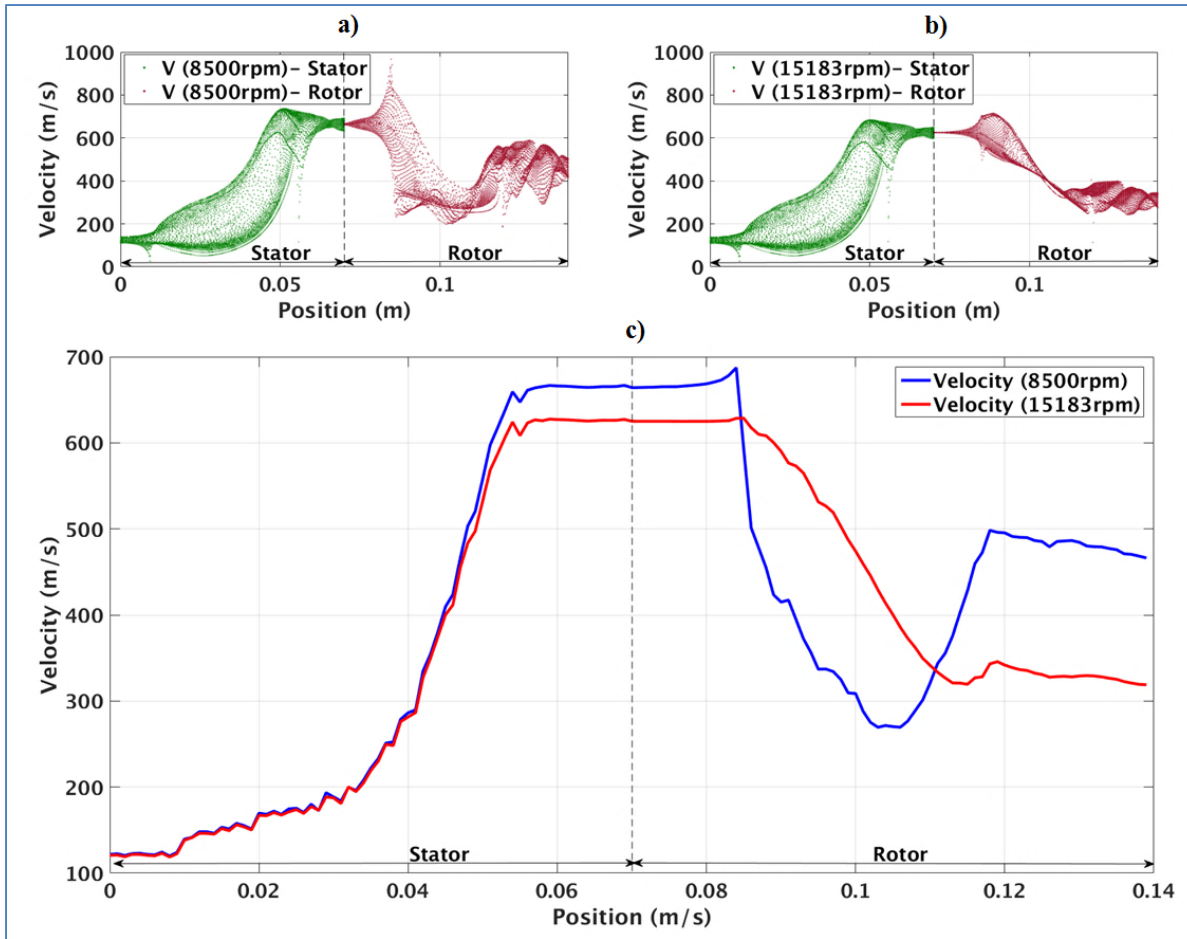 a)
b)
1000
800
600
400
200
0
Velocity (m/s)
V (8500rpm)– Stator
V (8500rpm)– Rotor
Stator
Rotor
0
0.05
0.1
Position (m)
1000
800
600
400
200
0
Velocity (m/s)
V (15183rpm)– Stator
V (15183rpm)– Rotor
Stator
Rotor
0
0.05
0.1
Position (m)
c)
700
600
500
400
300
200
100
Velocity (m/s)
Velocity (8500rpm)
Velocity (15183rpm)
Stator
Rotor
0
0.02
0.04
0.06
0.08
0.1
0.12
0.14
Position (m/s)